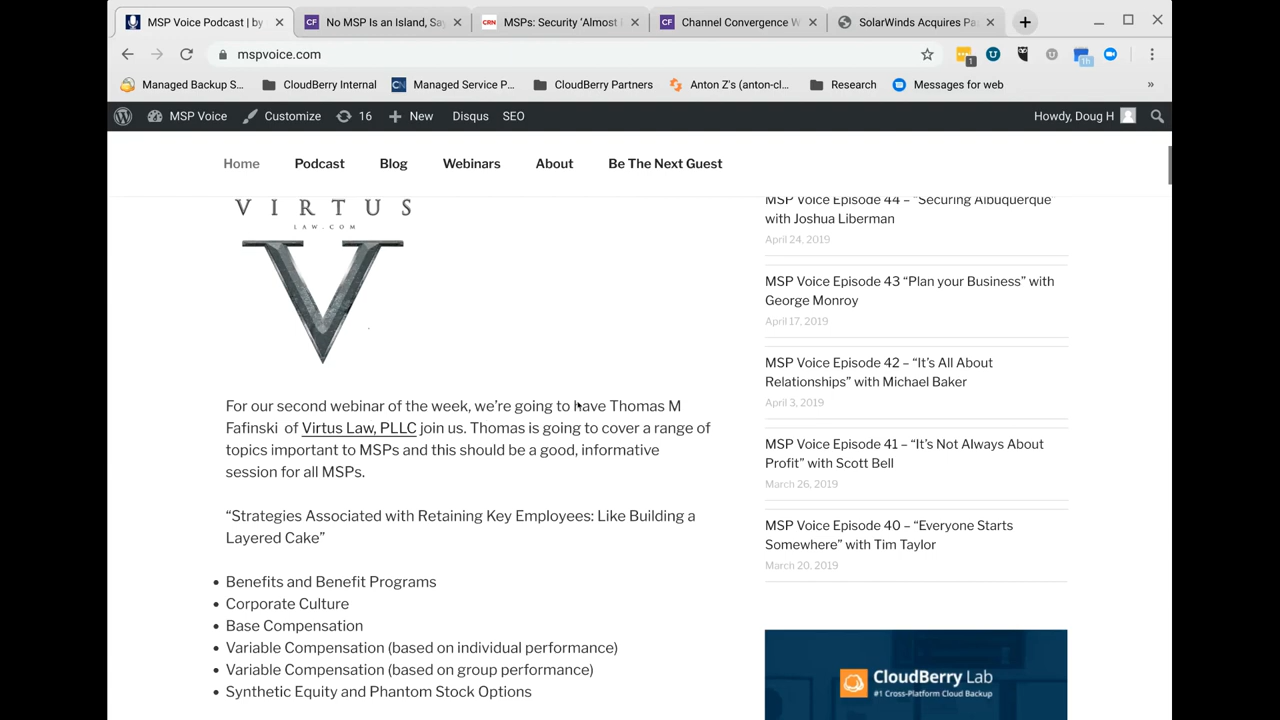 MSP Voice Podcast | by
No MSP Is an Island, Sa
MSPs: Security 'Almost
Channel Convergence W
SolarWinds Acquires Pa
mspvoice.com
Managed Backup S...
CloudBerry Internal
Managed Service P...
CloudBerry Partners
Anton Z's (anton-cl...
Research
Messages for web
»
MSP Voice
Customize
16
New
Disqus
SEO
Howdy, Doug H
Home
Podcast
Blog
Webinars
About
Be The Next Guest
VIRTUS
LAW.COM
V
For our second webinar of the week, we're going to have Thomas M
Fafinski of Virtus Law, PLLC join us. Thomas is going to cover a range of
topics important to MSPs and this should be a good, informative
session for all MSPs.
“Strategies Associated with Retaining Key Employees: Like Building a
Layered Cake”
• Benefits and Benefit Programs
• Corporate Culture
• Base Compensation
• Variable Compensation (based on individual performance)
• Variable Compensation (based on group performance)
• Synthetic Equity and Phantom Stock Options
MSP Voice Episode 44 – “Securing Albuquerque
with Joshua Liberman
April 24, 2019
MSP Voice Episode 43 “Plan your Business” with
George Monroy
April 17, 2019
MSP Voice Episode 42 – “It's All About
Relationships” with Michael Baker
April 3, 2019
MSP Voice Episode 41 – “It's Not Always About
Profit” with Scott Bell
March 26, 2019
MSP Voice Episode 40 – “Everyone Starts
Somewhere” with Tim Taylor
March 20, 2019
CloudBerry Lab
#1 Cross-Platform Cloud Backup